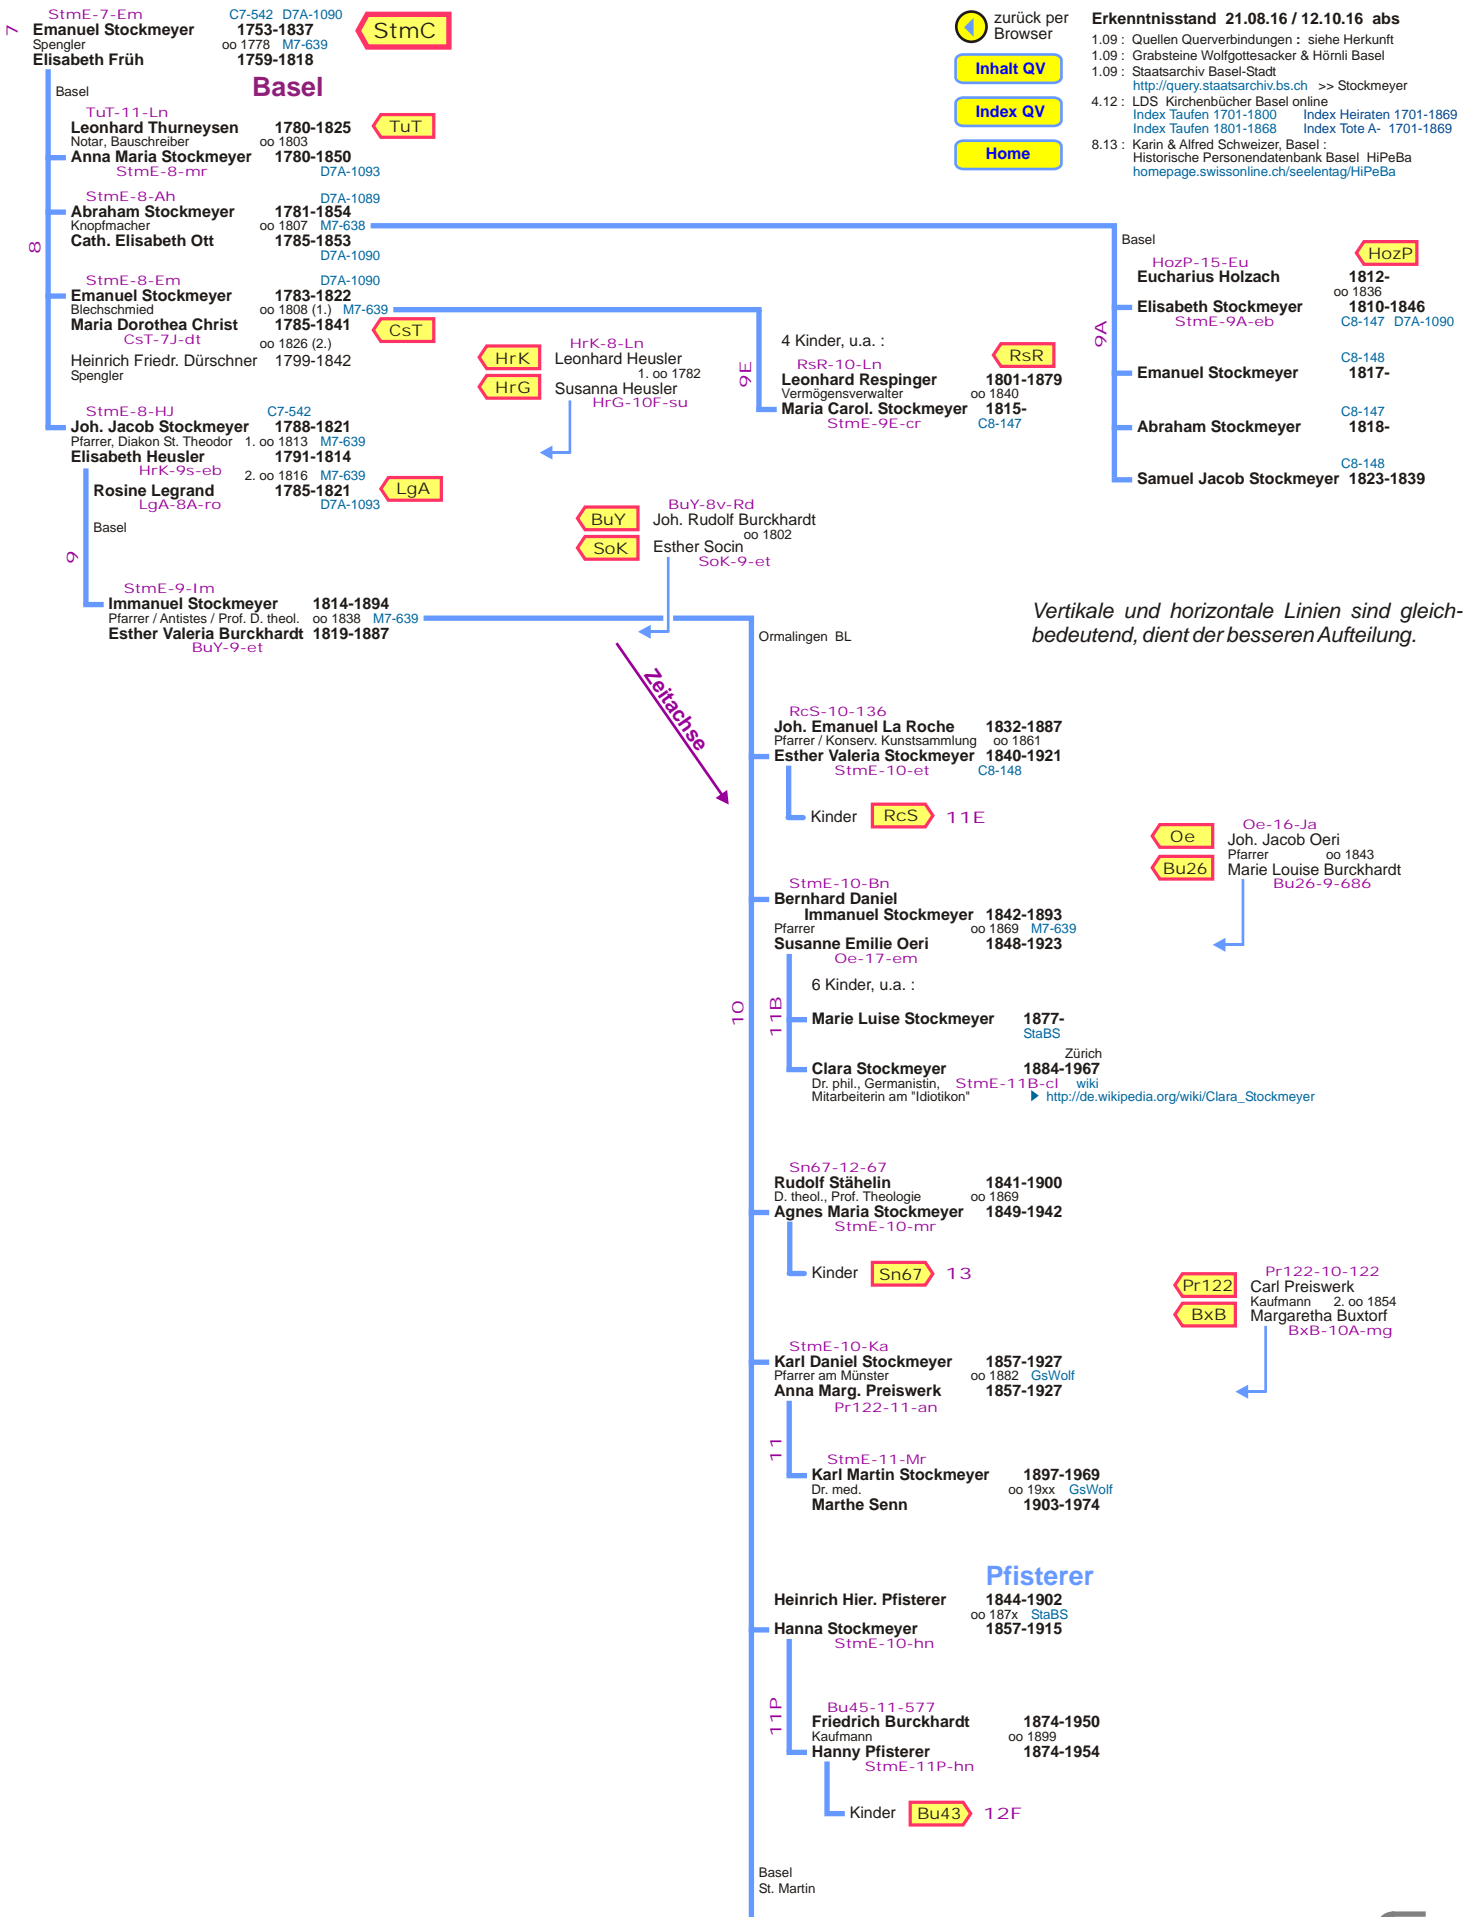 7
StmE-7-Em C7-542 D7A-1090
Emanuel Stockmeyer 1753-1837
Spengler oo 1778 M7-639
Elisabeth Früh 1759-1818
StmC
Basel
Basel
TuT-11-Ln
Leonhard Thurneysen 1780-1825
Notar, Bauschreiber oo 1803
Anna Maria Stockmeyer 1780-1850
StmE-8-mr D7A-1093
TuT
8
StmE-8-Ah D7A-1089
Abraham Stockmeyer 1781-1854
Knopfmacher oo 1807 M7-638
Cath. Elisabeth Ott 1785-1853
D7A-1090
StmE-8-Em D7A-1090
Emanuel Stockmeyer 1783-1822
Blechschmied oo 1808 (1.) M7-639
Maria Dorothea Christ 1785-1841
CsT-7J-dt oo 1826 (2.)
CsT
Heinrich Friedr. Dürschner 1799-1842
Spengler
StmE-8-HJ C7-542
Joh. Jacob Stockmeyer 1788-1821
Pfarrer, Diakon St. Theodor 1. oo 1813 M7-639
Elisabeth Heusler 1791-1814
HrK-9s-eb 2. oo 1816 M7-639
Rosine Legrand 1785-1821
LgA-8A-ro D7A-1093
LgA
Basel
9
StmE-9-Im
Immanuel Stockmeyer 1814-1894
Pfarrer / Antistes / Prof. D. theol. oo 1838 M7-639
Esther Valeria Burckhardt 1819-1887
BuY-9-et
HrK
HrG
HrK-8-Ln
Leonhard Heusler
1. oo 1782
Susanna Heusler
HrG-10F-su
BuY
SoK
BuY-8v-Rd
Joh. Rudolf Burckhardt
oo 1802
Esther Socin
SoK-9-et
Zeitachse
9E
4 Kinder, u.a. :
RsR
RsR-10-Ln
Leonhard Respinger 1801-1879
Vermögensverwalter oo 1840
Maria Carol. Stockmeyer 1815-
StmE-9E-cr C8-147
zurück per
Browser
Inhalt QV
Index QV
Home
Erkenntnisstand 21.08.16 / 12.10.16 abs
1.09 : Quellen Querverbindungen : siehe Herkunft
1.09 : Grabsteine Wolfgottesacker & Hörnli Basel
1.09 : Staatsarchiv Basel-Stadt
http://query.staatsarchiv.bs.ch >> Stockmeyer
4.12 : LDS Kirchenbücher Basel online
Index Taufen 1701-1800 Index Heiraten 1701-1869
Index Taufen 1801-1868 Index Tote A- 1701-1869
8.13 : Karin & Alfred Schweizer, Basel :
Historische Personendatenbank Basel HiPeBa
homepage.swissonline.ch/seelentag/HiPeBa
Basel
9A
HozP
HozP-15-Eu
Eucharius Holzach 1812-
oo 1836
Elisabeth Stockmeyer 1810-1846
StmE-9A-eb C8-147 D7A-1090
C8-148
Emanuel Stockmeyer 1817-
C8-147
Abraham Stockmeyer 1818-
C8-148
Samuel Jacob Stockmeyer 1823-1839
Vertikale und horizontale Linien sind gleich-
bedeutend, dient der besseren Aufteilung.
Ormalingen BL
RcS-10-136
Joh. Emanuel La Roche 1832-1887
Pfarrer / Konserv. Kunstsammlung oo 1861
Esther Valeria Stockmeyer 1840-1921
StmE-10-et C8-148
Kinder RcS 11E
10
StmE-10-Bn
Bernhard Daniel
Immanuel Stockmeyer 1842-1893
Pfarrer oo 1869 M7-639
Susanne Emilie Oeri 1848-1923
Oe-17-em
Oe
Bu26
Oe-16-Ja
Joh. Jacob Oeri
Pfarrer oo 1843
Marie Louise Burckhardt
Bu26-9-686
11B
6 Kinder, u.a. :
Marie Luise Stockmeyer 1877-
StaBS
Zürich
Clara Stockmeyer 1884-1967
Dr. phil., Germanistin, StmE-11B-cl wiki
Mitarbeiterin am "Idiotikon" http://de.wikipedia.org/wiki/Clara_Stockmeyer
Sn67-12-67
Rudolf Stähelin 1841-1900
D. theol., Prof. Theologie oo 1869
Agnes Maria Stockmeyer 1849-1942
StmE-10-mr
Kinder Sn67 13
Pr122
BxB
Pr122-10-122
Carl Preiswerk
Kaufmann 2. oo 1854
Margaretha Buxtorf
BxB-10A-mg
StmE-10-Ka
Karl Daniel Stockmeyer 1857-1927
Pfarrer am Münster oo 1882 GsWolf
Anna Marg. Preiswerk 1857-1927
Pr122-11-an
11
StmE-11-Mr
Karl Martin Stockmeyer 1897-1969
Dr. med. oo 19xx GsWolf
Marthe Senn 1903-1974
Pfisterer
Heinrich Hier. Pfisterer 1844-1902
oo 187x StaBS
Hanna Stockmeyer 1857-1915
StmE-10-hn
11P
Bu45-11-577
Friedrich Burckhardt 1874-1950
Kaufmann oo 1899
Hanny Pfisterer 1874-1954
StmE-11P-hn
Kinder Bu43 12F
Basel
St. Martin